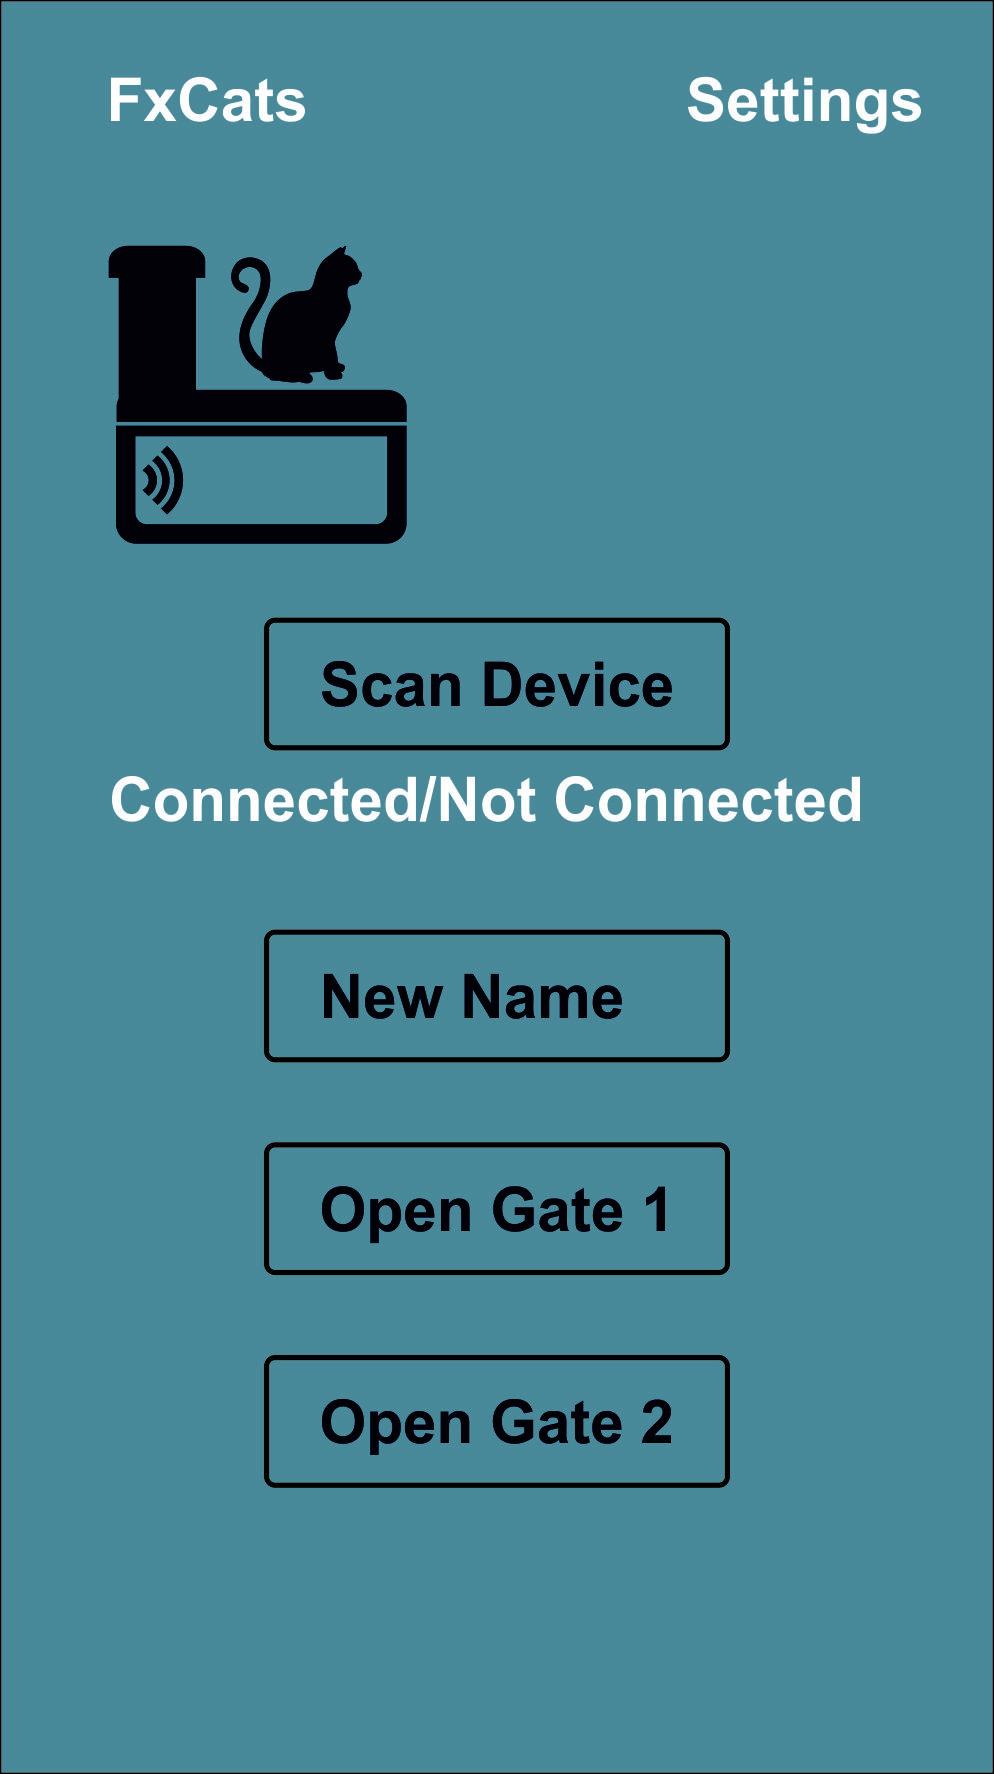 FxCats Settings
Scan Device
Connected/Not Connected
New Name
Open Gate 1
Open Gate 2